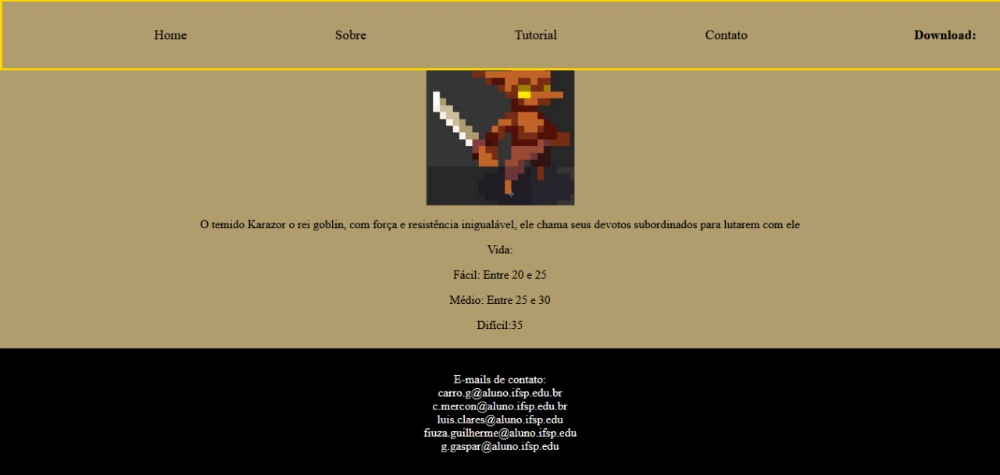 Home Sobre Tutorial Contato Download:
O temido Karazor o rei goblin, com força e resistência inigualável, ele chama seus devotos subordinados para lutarem com ele
Vida:
Fácil: Entre 20 e 25
Médio: Entre 25 e 30
Difícil:35
E-mails de contato:
carro.g@aluno.ifsp.edu.br
c.mercon@aluno.ifsp.edu.br
luis.clares@aluno.ifsp.edu
fiuza.guilherme@aluno.ifsp.edu
g.gaspar@aluno.ifsp.edu